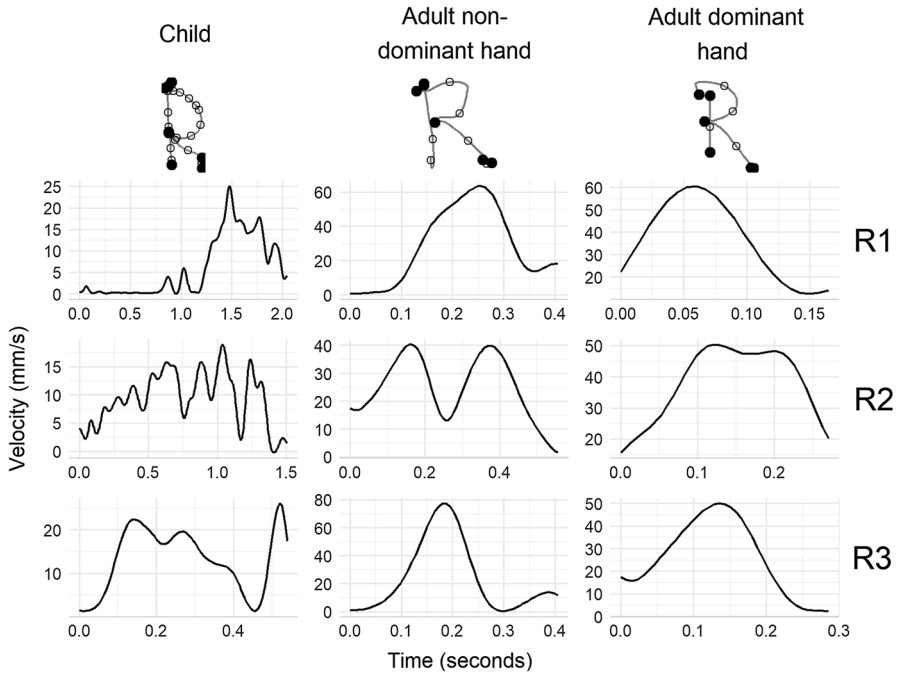 Child
Adult non-
dominant hand
Adult dominant
hand
25
20
15
10
5
0
0.0 0.5 1.0 1.5 2.0
60
40
20
0
0.0 0.1 0.2 0.3 0.4
60
50
40
30
20
0.00 0.05 0.10 0.15
R1
15
10
5
0
0.0 0.5 1.0 1.5
40
30
20
10
0
0.0 0.2 0.4
50
40
30
20
0.0 0.1 0.2
R2
20
10
0.0 0.2 0.4
80
60
40
20
0
0.0 0.1 0.2 0.3 0.4
50
40
30
20
10
0
0.0 0.1 0.2 0.3
R3
Velocity (mm/s)
Time (seconds)